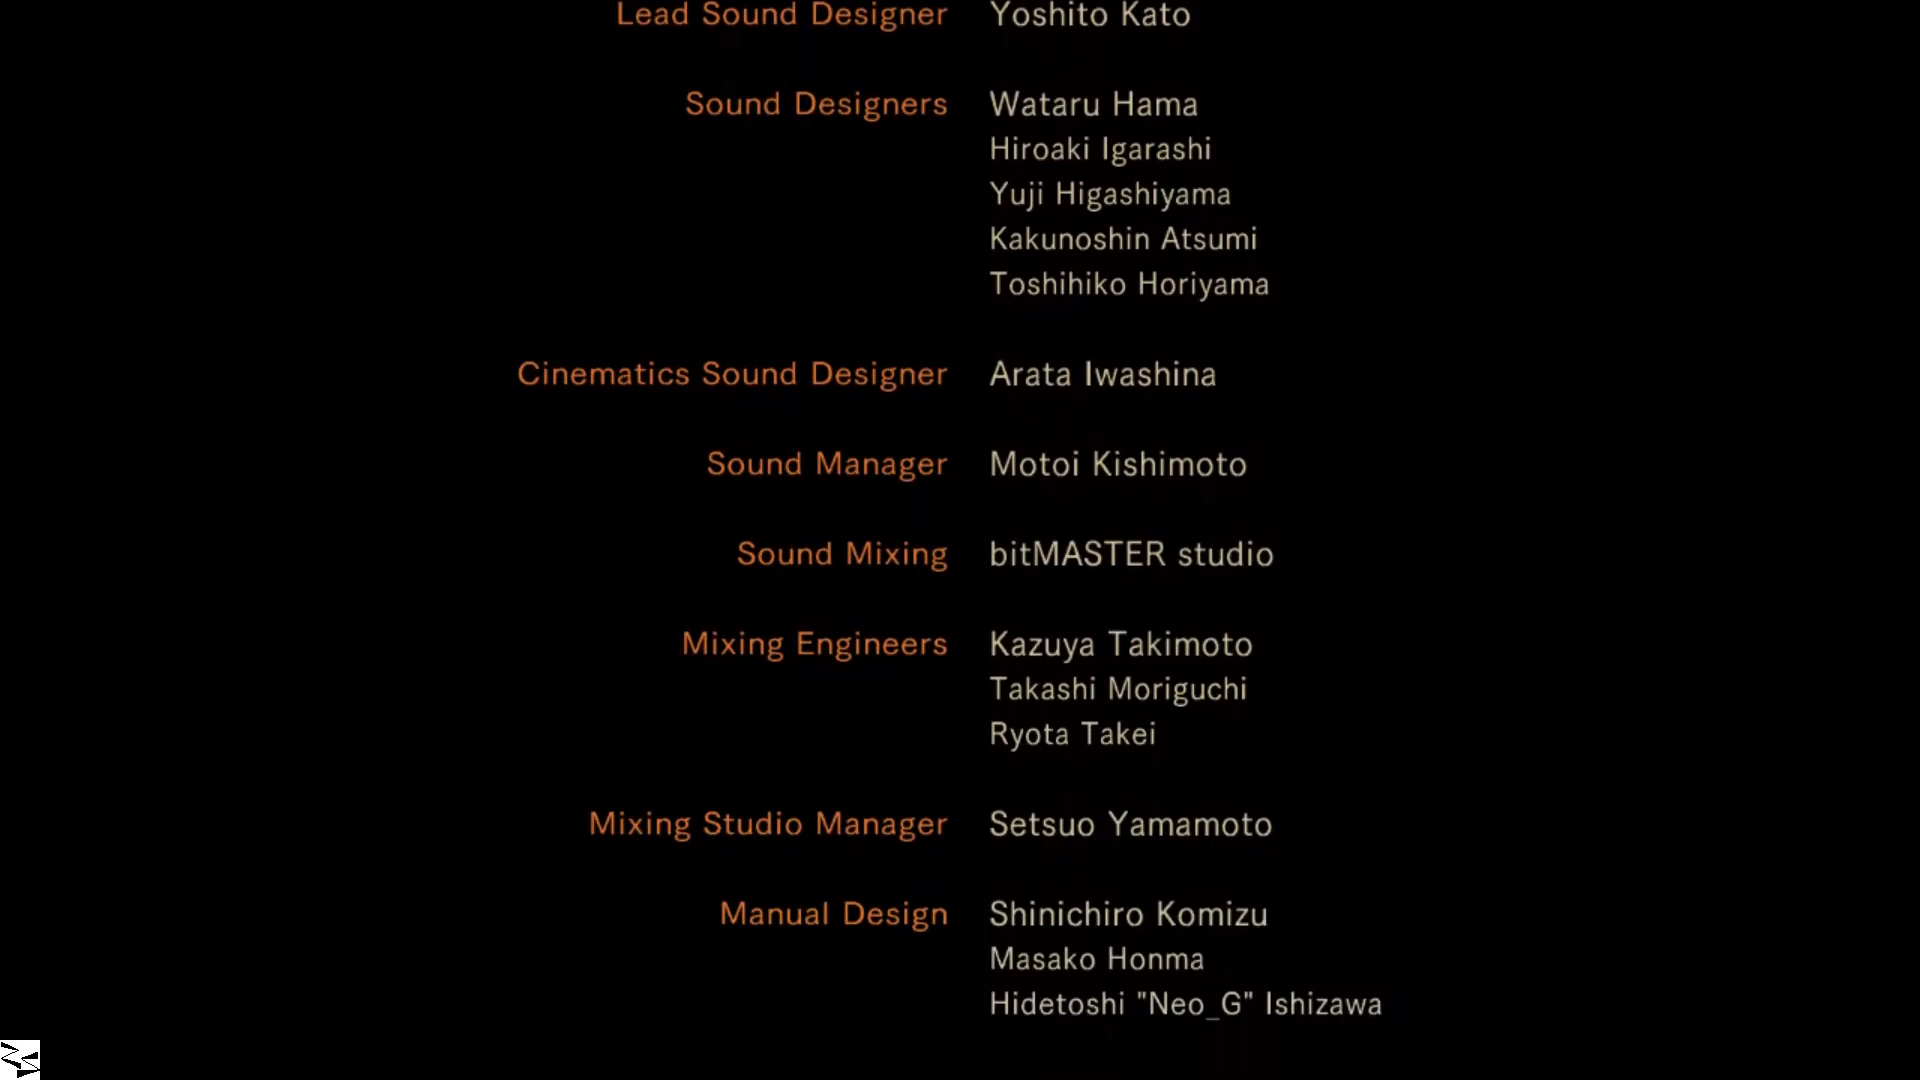 Lead Sound Designer Yoshito Kato
Sound Designers Wataru Hama
Hiroaki Igarashi
Yuji Higashiyama
Kakunoshin Atsumi
Toshihiko Horiyama
Cinematics Sound Designer Arata Iwashina
Sound Manager Motoi Kishimoto
Sound Mixing bitMASTER studio
Mixing Engineers Kazuya Takimoto
Takashi Moriguchi
Ryota Takei
Mixing Studio Manager Setsuo Yamamoto
Manual Design Shinichiro Komizu
Masako Honma
Hidetoshi "Neo_G" Ishizawa